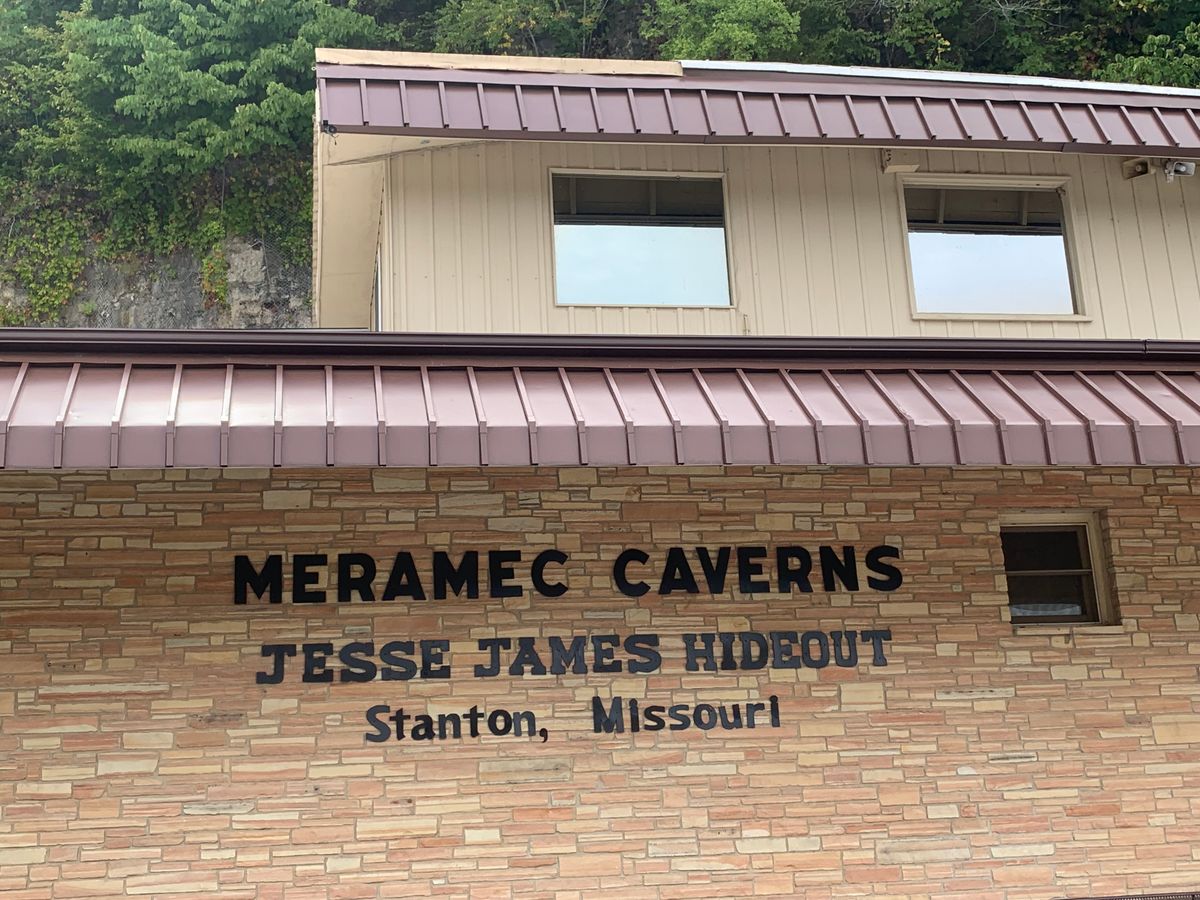 MERAMEC CAVERNS
JESSE JAMES HIDEOUT
Stanton, Missouri